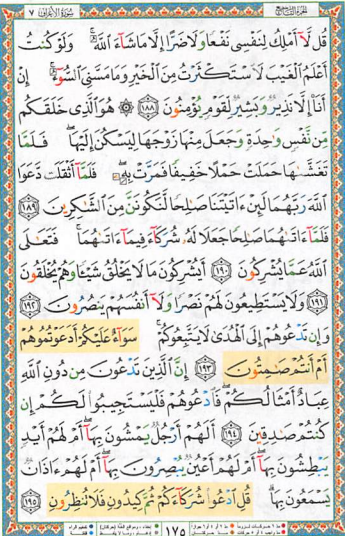 الجزء التاسع سورة الأعراف ٧
قُل لَّآ أَمْلِكُ لِنَفْسِى نَفْعًا وَلَا ضَرًّا إِلَّا مَا شَآءَ ٱللَّهُ ۚ وَلَوْ كُنتُ
أَعْلَمُ ٱلْغَيْبَ لَٱسْتَكْثَرْتُ مِنَ ٱلْخَيْرِ وَمَا مَسَّنِىَ ٱلسُّوٓءُ ۚ إِنْ
أَنَا۠ إِلَّا نَذِيرٌ وَبَشِيرٌ لِّقَوْمٍ يُؤْمِنُونَ ١٨٨ ۞ هُوَ ٱلَّذِى خَلَقَكُم
مِّن نَّفْسٍ وَٰحِدَةٍ وَجَعَلَ مِنْهَا زَوْجَهَا لِيَسْكُنَ إِلَيْهَا ۖ فَلَمَّا
تَغَشَّىٰهَا حَمَلَتْ حَمْلًا خَفِيفًا فَمَرَّتْ بِهِۦ ۖ فَلَمَّآ أَثْقَلَت دَّعَوَا
ٱللَّهَ رَبَّهُمَا لَئِنْ ءَاتَيْتَنَا صَٰلِحًا لَّنَكُونَنَّ مِنَ ٱلشَّٰكِرِينَ ١٨٩
فَلَمَّآ ءَاتَىٰهُمَا صَٰلِحًا جَعَلَا لَهُۥ شُرَكَآءَ فِيمَآ ءَاتَىٰهُمَا ۚ فَتَعَٰلَى
ٱللَّهُ عَمَّا يُشْرِكُونَ ١٩٠ أَيُشْرِكُونَ مَا لَا يَخْلُقُ شَيْـًٔا وَهُمْ يُخْلَقُونَ
١٩١ وَلَا يَسْتَطِيعُونَ لَهُمْ نَصْرًا وَلَآ أَنفُسَهُمْ يَنصُرُونَ ١٩٢
وَإِن تَدْعُوهُمْ إِلَى ٱلْهُدَىٰ لَا يَتَّبِعُوكُمْ ۚ سَوَآءٌ عَلَيْكُمْ أَدَعَوْتُمُوهُمْ
أَمْ أَنتُمْ صَٰمِتُونَ ١٩٣ إِنَّ ٱلَّذِينَ تَدْعُونَ مِن دُونِ ٱللَّهِ
عِبَادٌ أَمْثَالُكُمْ ۖ فَٱدْعُوهُمْ فَلْيَسْتَجِيبُوا۟ لَكُمْ إِن
كُنتُمْ صَٰدِقِينَ ١٩٤ أَلَهُمْ أَرْجُلٌ يَمْشُونَ بِهَآ ۖ أَمْ لَهُمْ أَيْدٍ
يَبْطِشُونَ بِهَآ ۖ أَمْ لَهُمْ أَعْيُنٌ يُبْصِرُونَ بِهَآ ۖ أَمْ لَهُمْ ءَاذَانٌ
يَسْمَعُونَ بِهَا ۗ قُلِ ٱدْعُوا۟ شُرَكَآءَكُمْ ثُمَّ كِيدُونِ فَلَا تُنظِرُونِ ١٩٥
١٧٥